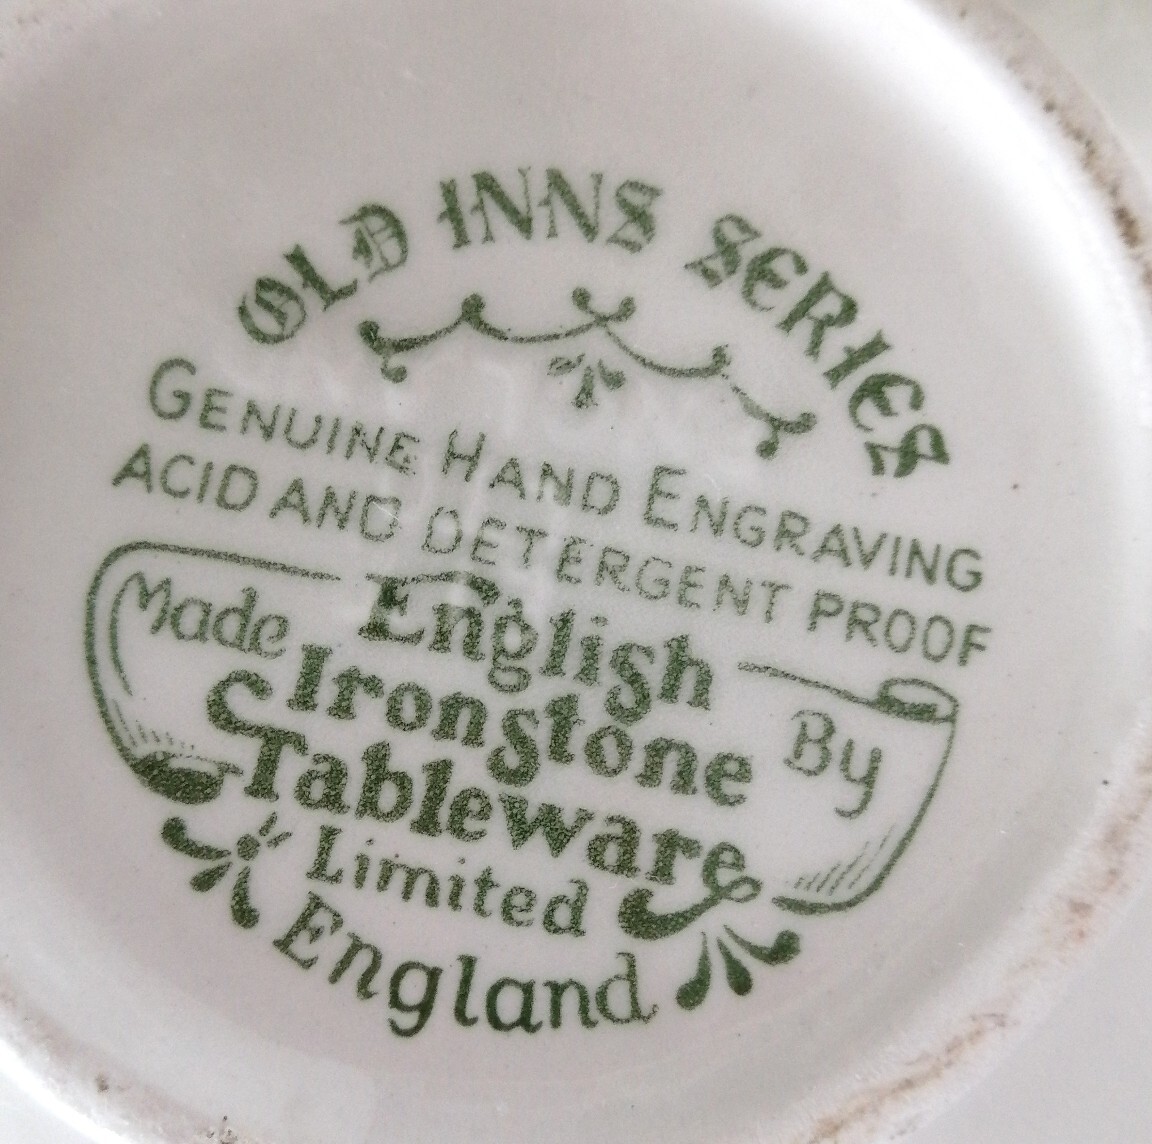 OLD INNS SERIES
GENUINE HAND ENGRAVING
ACID AND DETERGENT PROOF
Made English By
Ironstone
Tableware
Limited
England